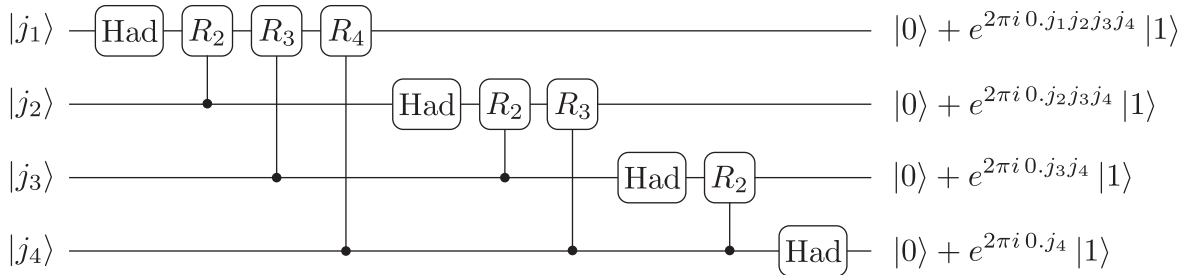 |j₁⟩ Had R₂ R₃ R₄ |0⟩ + e^{2πi 0.j₁j₂j₃j₄} |1⟩
|j₂⟩ Had R₂ R₃ |0⟩ + e^{2πi 0.j₂j₃j₄} |1⟩
|j₃⟩ Had R₂ |0⟩ + e^{2πi 0.j₃j₄} |1⟩
|j₄⟩ Had |0⟩ + e^{2πi 0.j₄} |1⟩